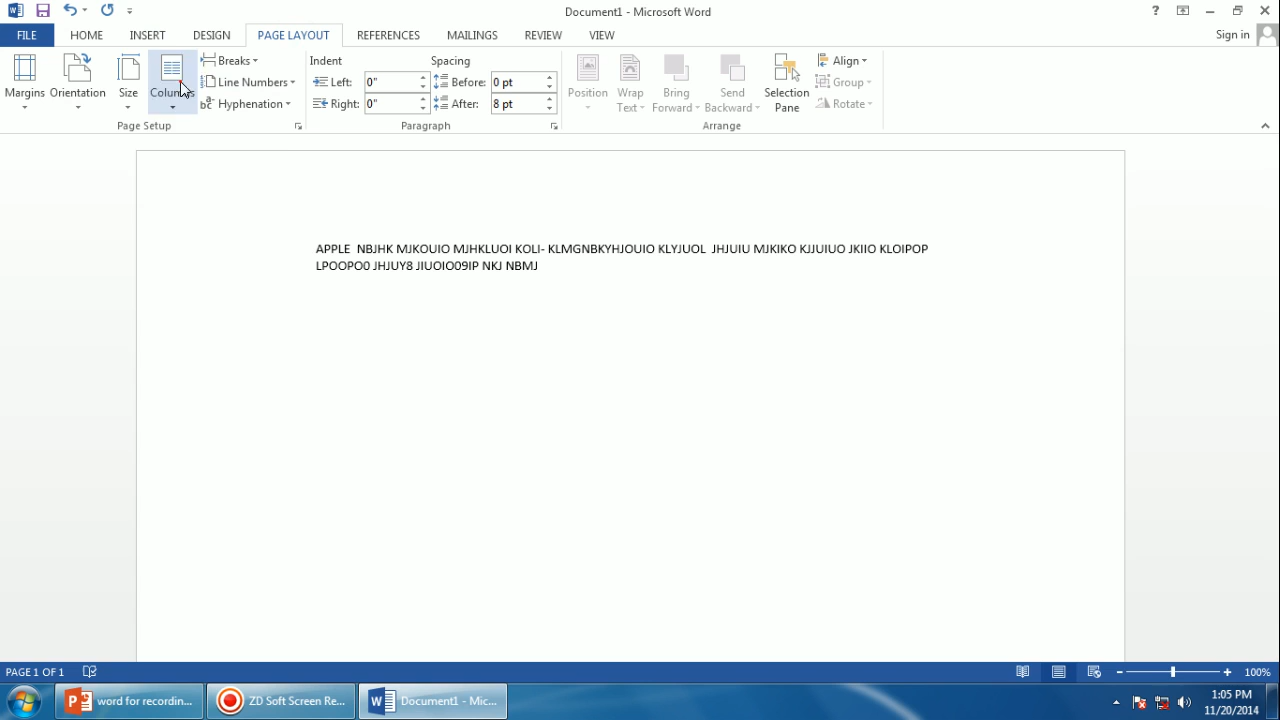 Document1 - Microsoft Word
FILE HOME INSERT DESIGN PAGE LAYOUT REFERENCES MAILINGS REVIEW VIEW Sign in
Margins Orientation Size Columns
Breaks
Line Numbers
Hyphenation
Page Setup
Indent
Left: 0"
Right: 0"
Spacing
Before: 0 pt
After: 8 pt
Paragraph
Position
Wrap
Text
Bring
Forward
Send
Backward
Selection
Pane
Align
Group
Rotate
Arrange
APPLE NBJHK MJKOUIO MJHKLUOI KOLI- KLMGNBKYHJOUIO KLYJUOL JHJUIU MJKIKO KJJUIUO JKIIO KLOIPOP
LPOOPO0 JHJUY8 JIUOIO09IP NKJ NBMJ
PAGE 1 OF 1
100%
word for recordin...
ZD Soft Screen Re...
Document1 - Mic...
1:05 PM
11/20/2014